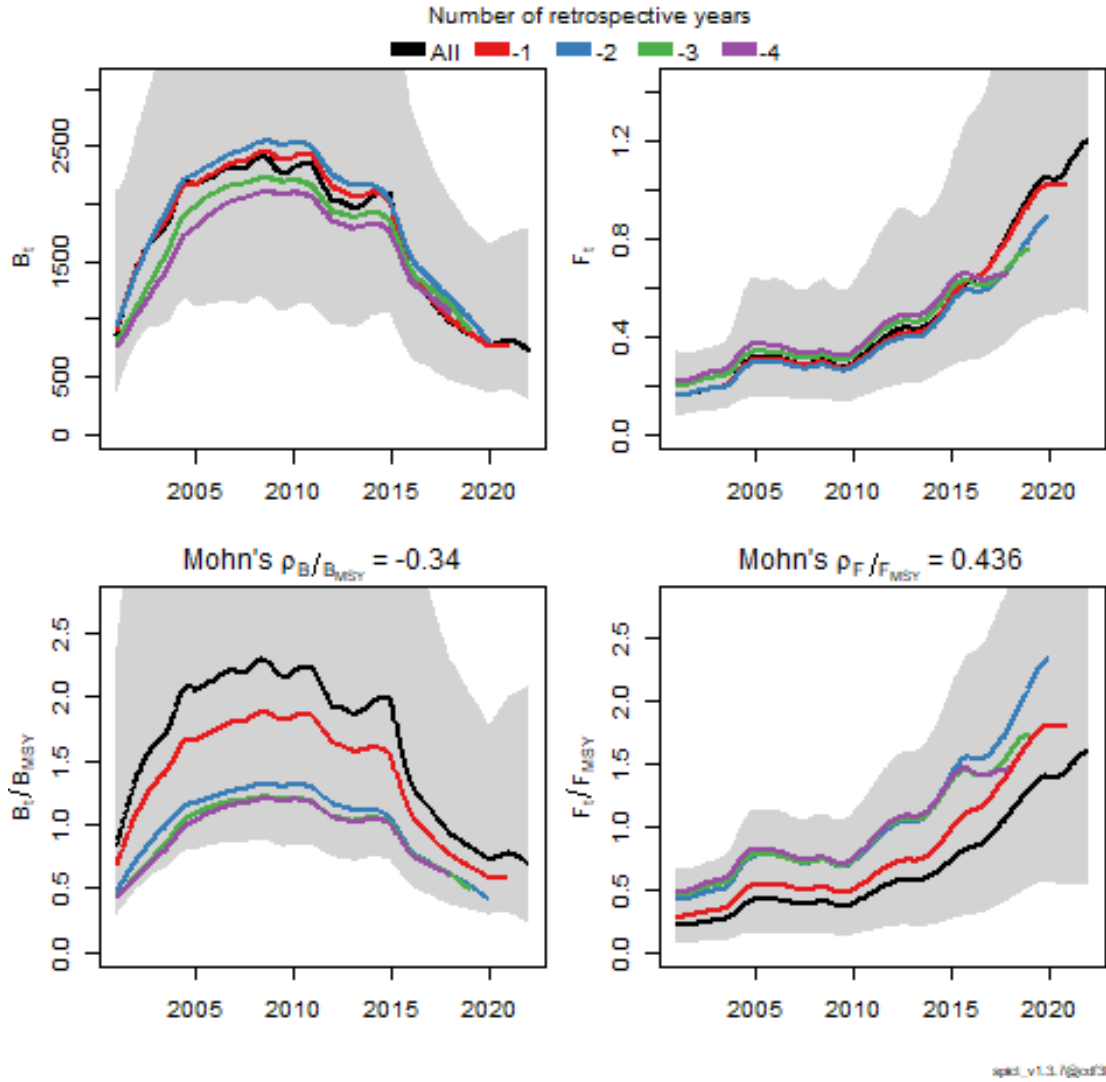 Number of retrospective years
All -1 -2 -3 -4
Bt
0 500 1500 2500
2005 2010 2015 2020
Ft
0.0 0.4 0.8 1.2
2005 2010 2015 2020
Mohn's ρB/BMSY = -0.34
Bt/BMSY
0.0 0.5 1.0 1.5 2.0 2.5
2005 2010 2015 2020
Mohn's ρF/FMSY = 0.436
Ft/FMSY
0.0 0.5 1.0 1.5 2.0 2.5
2005 2010 2015 2020